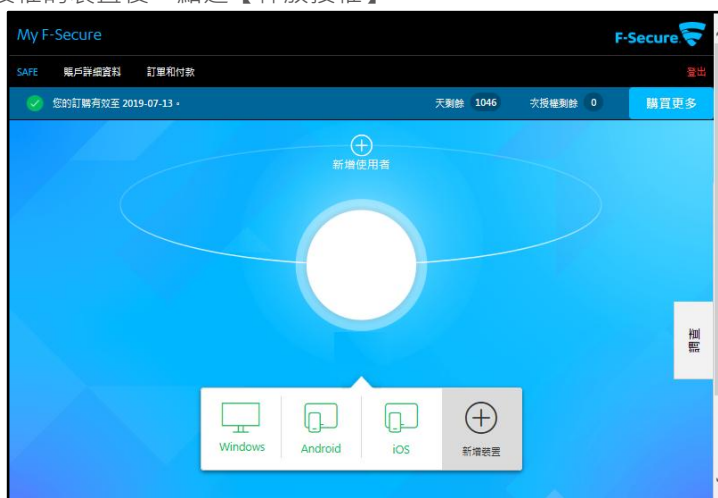 My F-Secure
F-Secure.
SAFE 賬戶詳細資料 訂單和付款 登出
您的訂購有效至 2019-07-13。 天剩餘 1046 次授權剩餘 0 購買更多
新增使用者
調查
Windows Android iOS 新增裝置